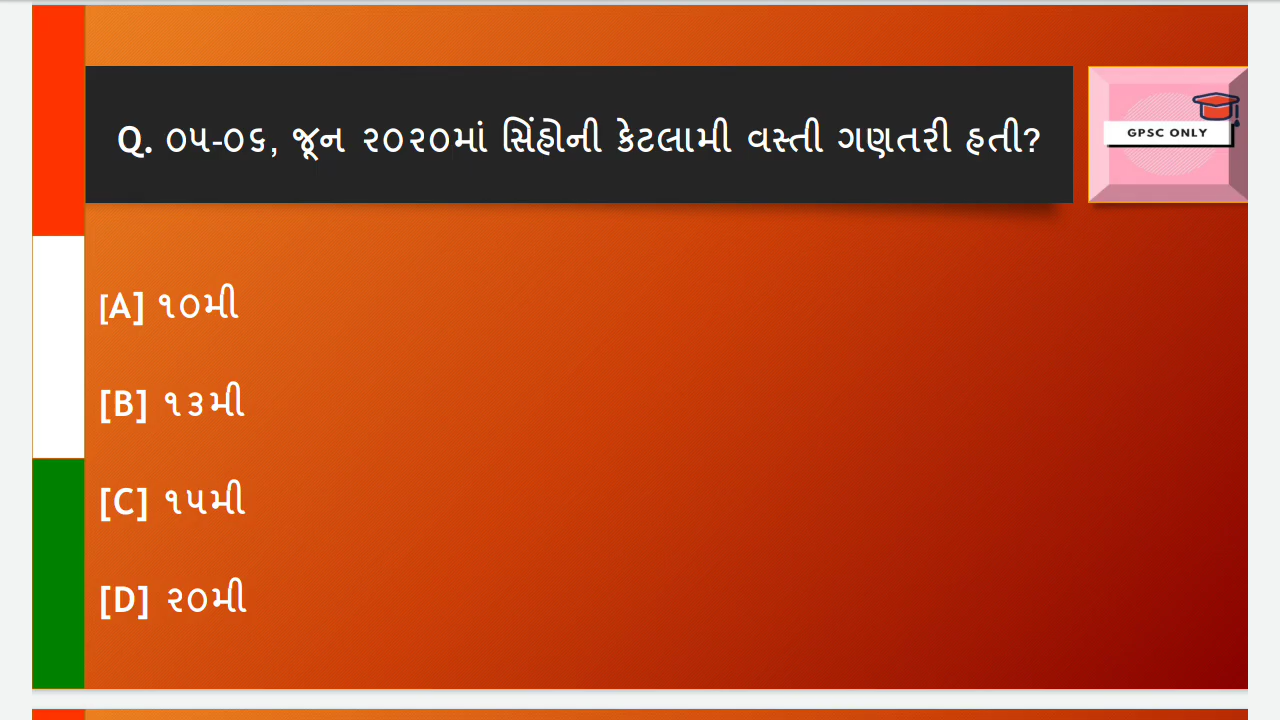 Q. ૦૫-૦૬, જૂન ૨૦૨૦માં સિંહોની કેટલામી વસ્તી ગણતરી હતી?
GPSC ONLY
[A] ૧૦મી
[B] ૧૩મી
[C] ૧૫મી
[D] ૨૦મી